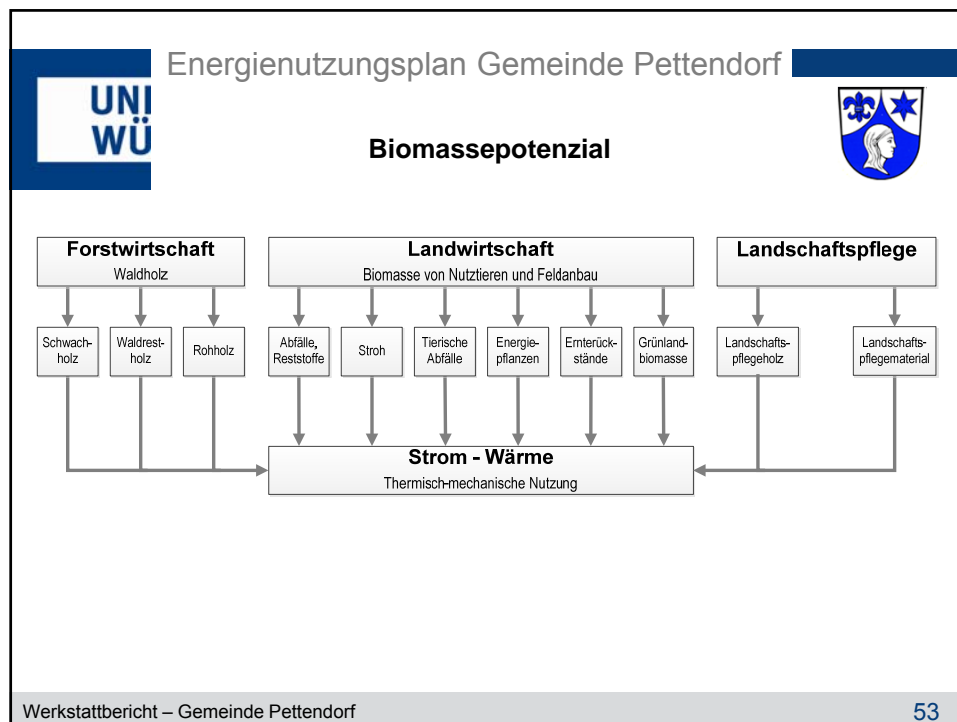 Energienutzungsplan Gemeinde Pettendorf
UNI
WÜ
Biomassepotenzial
Forstwirtschaft
Waldholz
Landwirtschaft
Biomasse von Nutztieren und Feldanbau
Landschaftspflege
Schwach-
holz
Waldrest-
holz
Rohholz
Abfälle,
Reststoffe
Stroh
Tierische
Abfälle
Energie-
pflanzen
Ernterück-
stände
Grünland-
biomasse
Landschafts-
pflegeholz
Landschafts-
pflegematerial
Strom - Wärme
Thermisch-mechanische Nutzung
Werkstattbericht – Gemeinde Pettendorf
53